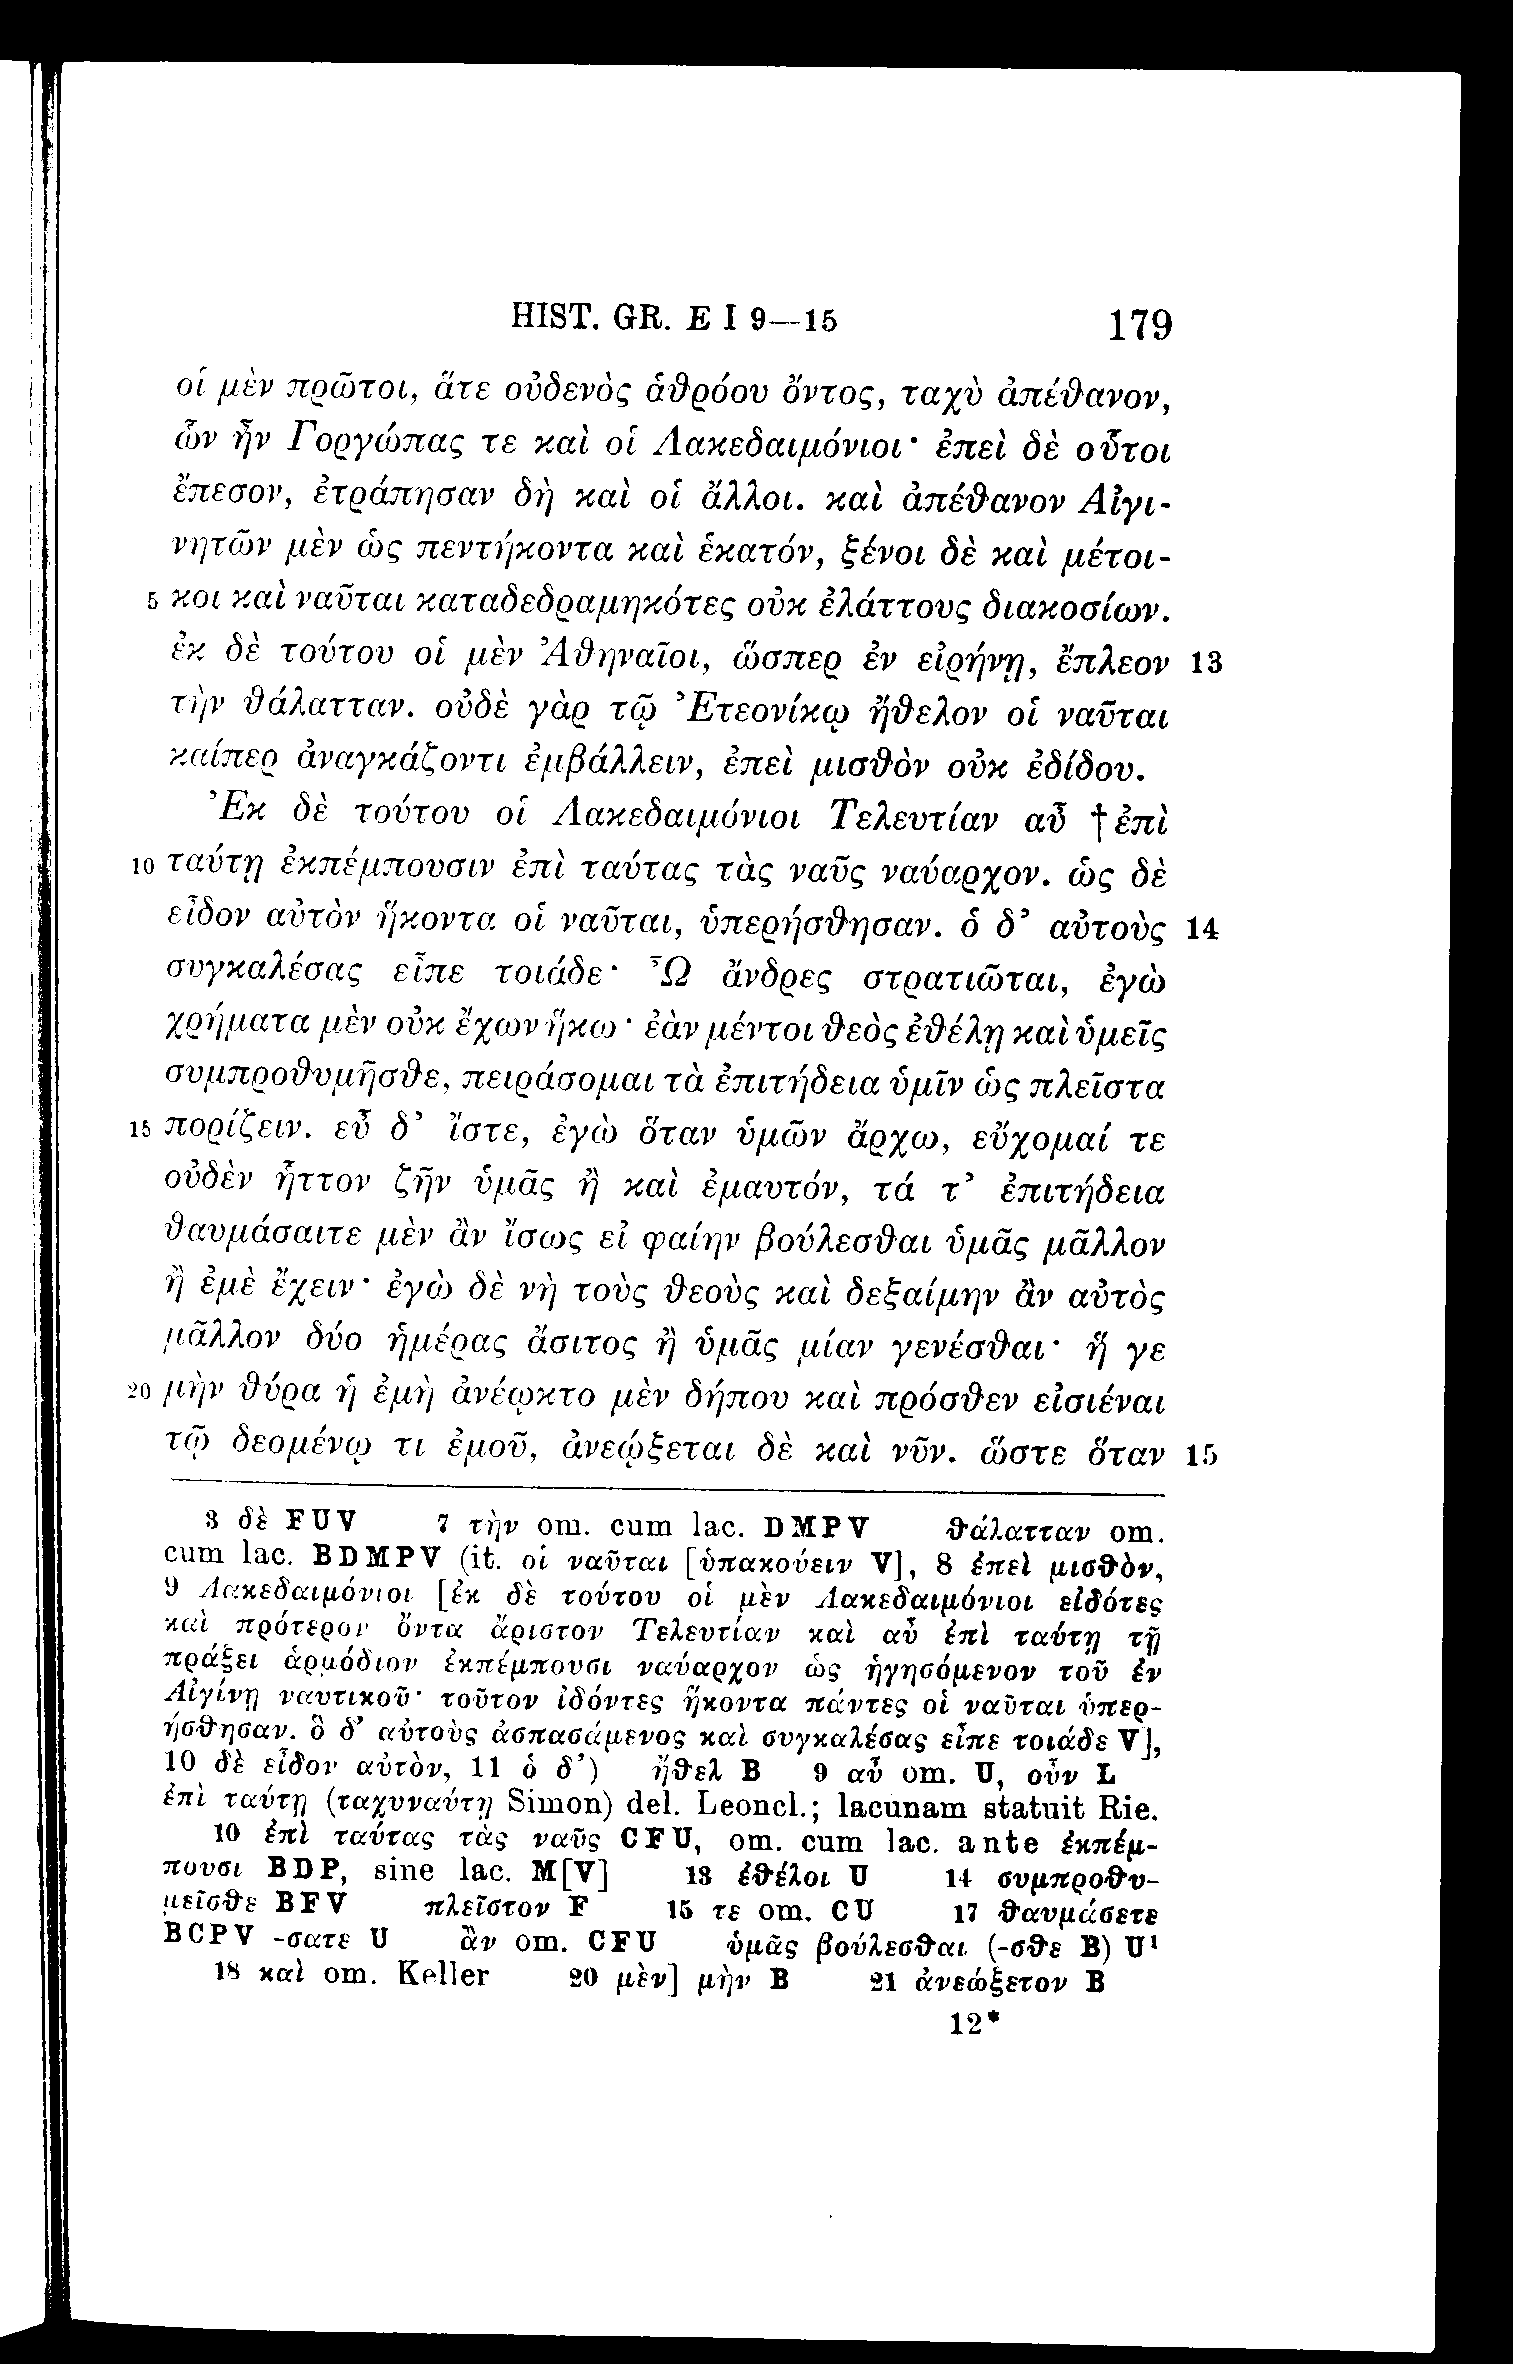 HIST. GR. E I 9—15 179
οἱ μὲν πρῶτοι, ἅτε οὐδενὸς ἁθρόου ὄντος, ταχὺ ἀπέθανον,
ὧν ἦν Γοργώπας τε καὶ οἱ Λακεδαιμόνιοι· ἐπεὶ δὲ οὗτοι
ἔπεσον, ἐτράπησαν δὴ καὶ οἱ ἄλλοι. καὶ ἀπέθανον Αἰγι-
νητῶν μὲν ὡς πεντήκοντα καὶ ἑκατόν, ξένοι δὲ καὶ μέτοι-
5 κοι καὶ ναῦται καταδεδραμηκότες οὐκ ἐλάττους διακοσίων.
ἐκ δὲ τούτου οἱ μὲν Ἀθηναῖοι, ὥσπερ ἐν εἰρήνῃ, ἔπλεον 13
τὴν θάλατταν. οὐδὲ γὰρ τῷ Ἐτεονίκῳ ἤθελον οἱ ναῦται
καίπερ ἀναγκάζοντι ἐμβάλλειν, ἐπεὶ μισθὸν οὐκ ἐδίδου.
Ἐκ δὲ τούτου οἱ Λακεδαιμόνιοι Τελευτίαν αὖ † ἐπὶ
10 ταύτῃ ἐκπέμπουσιν ἐπὶ ταύτας τὰς ναῦς ναύαρχον. ὡς δὲ
εἶδον αὐτὸν ἥκοντα οἱ ναῦται, ὑπερήσθησαν. ὁ δ’ αὐτοὺς 14
συγκαλέσας εἶπε τοιάδε· Ὦ ἄνδρες στρατιῶται, ἐγὼ
χρήματα μὲν οὐκ ἔχων ἥκω· ἐὰν μέντοι θεὸς ἐθέλῃ καὶ ὑμεῖς
συμπροθυμῆσθε, πειράσομαι τὰ ἐπιτήδεια ὑμῖν ὡς πλεῖστα
15 πορίζειν. εὖ δ’ ἴστε, ἐγὼ ὅταν ὑμῶν ἄρχω, εὔχομαί τε
οὐδὲν ἧττον ζῆν ὑμᾶς ἢ καὶ ἐμαυτόν, τά τ’ ἐπιτήδεια
θαυμάσαιτε μὲν ἂν ἴσως εἰ φαίην βούλεσθαι ὑμᾶς μᾶλλον
ἢ ἐμὲ ἔχειν· ἐγὼ δὲ νὴ τοὺς θεοὺς καὶ δεξαίμην ἂν αὐτὸς
μᾶλλον δύο ἡμέρας ἄσιτος ἢ ὑμᾶς μίαν γενέσθαι· ἥ γε
20 μὴν θύρα ἡ ἐμὴ ἀνέῳκτο μὲν δήπου καὶ πρόσθεν εἰσιέναι
τῷ δεομένῳ τι ἐμοῦ, ἀνεῴξεται δὲ καὶ νῦν. ὥστε ὅταν 15
3 δὲ FUV 7 τὴν om. cum lac. DMPV θάλατταν om.
cum lac. BDMPV (it. οἱ ναῦται [ὑπακούειν V], 8 ἐπεὶ μισθὸν,
9 Λακεδαιμόνιοι [ἐκ δὲ τούτου οἱ μὲν Λακεδαιμόνιοι εἰδότες
καὶ πρότερον ὄντα ἄριστον Τελευτίαν καὶ αὖ ἐπὶ ταύτῃ τῇ
πράξει ἁρμόδιον ἐκπέμπουσι ναύαρχον ὡς ἡγησόμενον τοῦ ἐν
Αἰγίνῃ ναυτικοῦ· τοῦτον ἰδόντες ἥκοντα πάντες οἱ ναῦται ὑπερ-
ήσθησαν. ὃ δ’ αὐτοὺς ἀσπασάμενος καὶ συγκαλέσας εἶπε τοιάδε V],
10 δὲ εἶδον αὐτὸν, 11 ὁ δ’) ἤθελ B 9 αὖ om. U, οὖν L
ἐπὶ ταύτῃ (ταχυναύτῃ Simon) del. Leoncl.; lacunam statuit Rie.
10 ἐπὶ ταύτας τὰς ναῦς CFU, om. cum lac. ante ἐκπέμ-
πουσι BDP, sine lac. M[V] 13 ἐθέλοι U 14 συμπροθυ-
μεῖσθε BFV πλεῖστον F 15 τε om. CU 17 θαυμάσετε
BCPV -σατε U ἂν om. CFU ὑμᾶς βούλεσθαι (-σθε B) U¹
18 καὶ om. Keller 20 μὲν] μὴν B 21 ἀνεώξετον B
12*